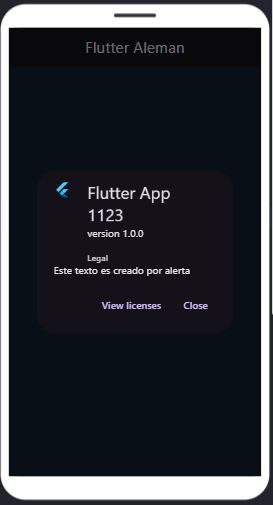 Flutter Aleman
Flutter App
1123
version 1.0.0
Legal
Este texto es creado por alerta
View licenses Close